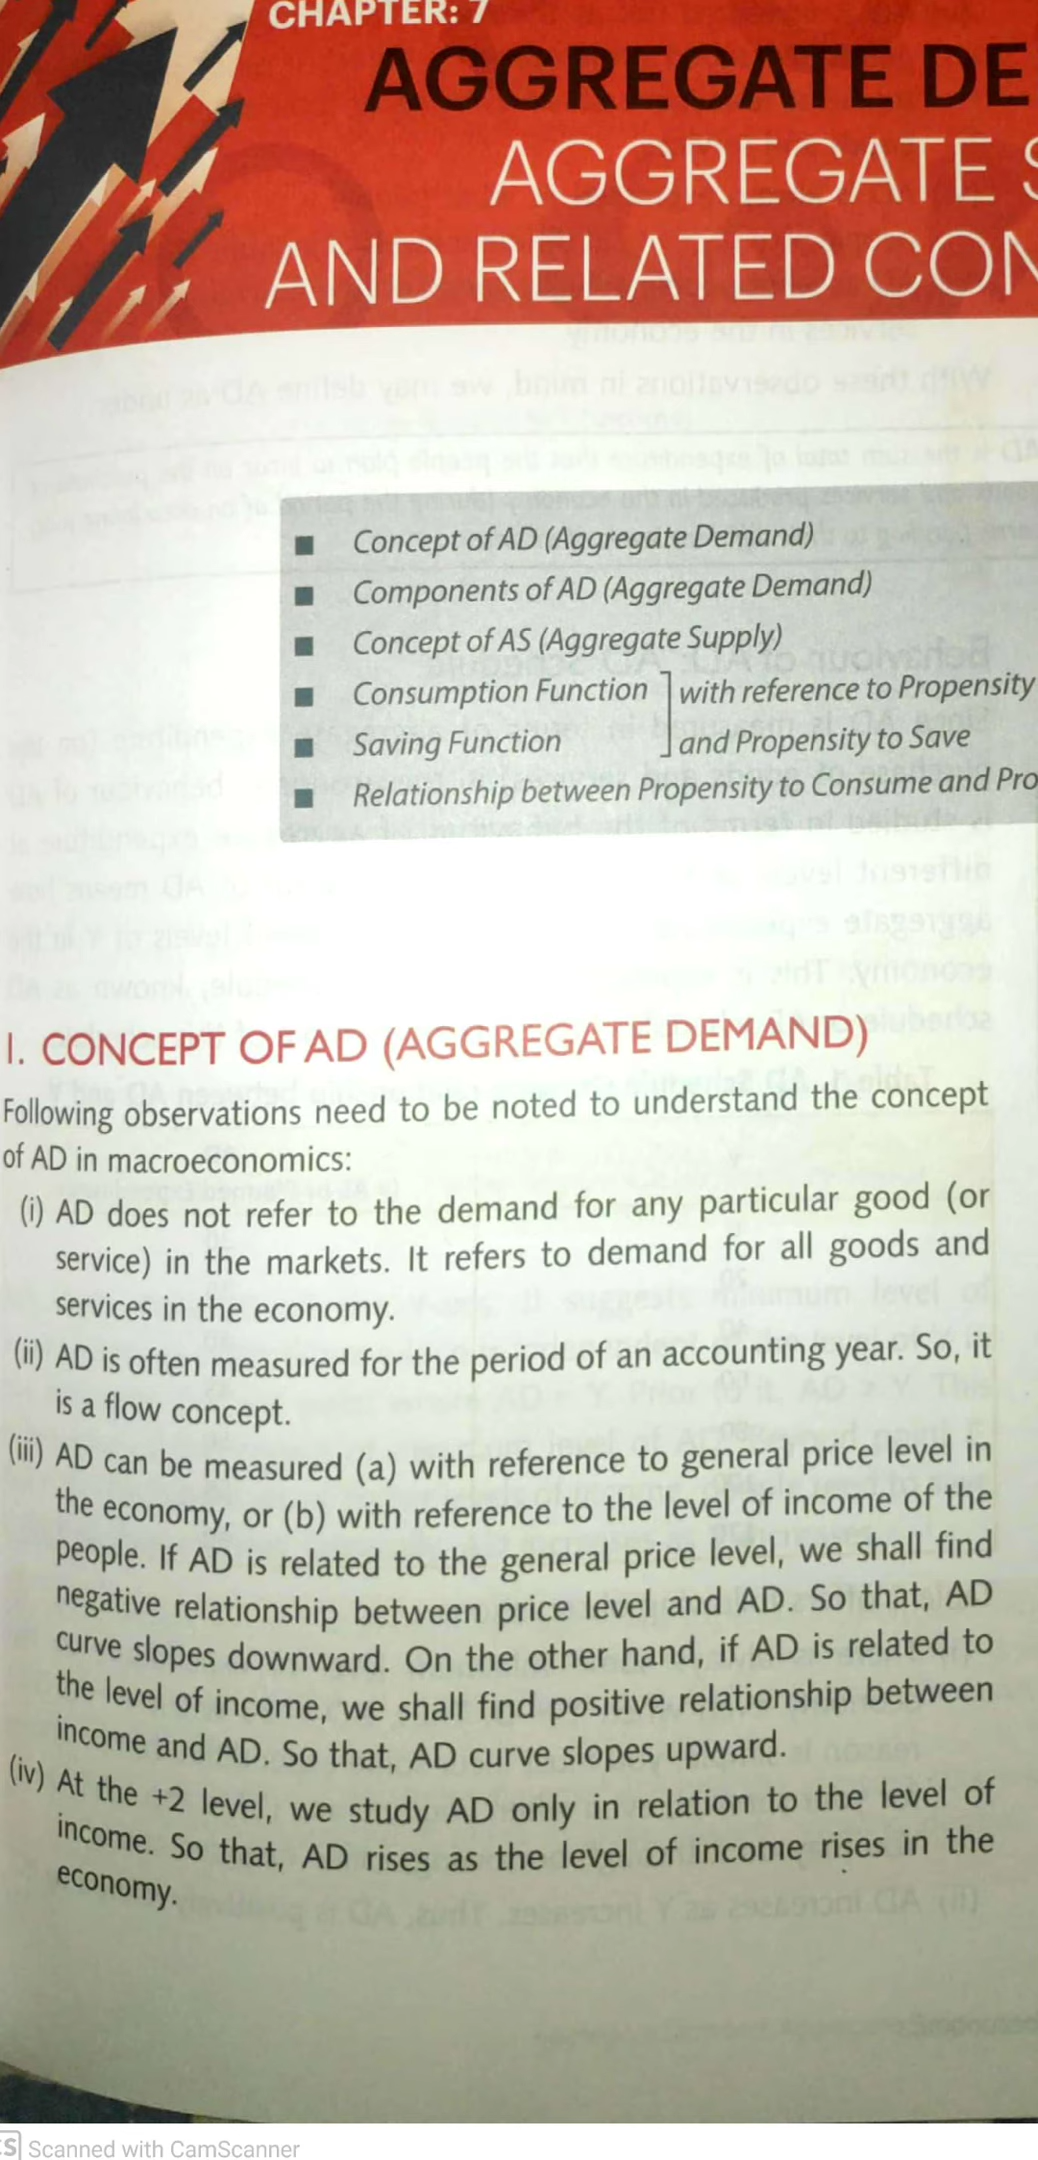 CHAPTER: 7
AGGREGATE DE
AGGREGATE S
AND RELATED CON
■ Concept of AD (Aggregate Demand)
■ Components of AD (Aggregate Demand)
■ Concept of AS (Aggregate Supply)
■ Consumption Function ] with reference to Propensity
■ Saving Function ] and Propensity to Save
■ Relationship between Propensity to Consume and Pro
I. CONCEPT OF AD (AGGREGATE DEMAND)
Following observations need to be noted to understand the concept
of AD in macroeconomics:
(i) AD does not refer to the demand for any particular good (or
service) in the markets. It refers to demand for all goods and
services in the economy.
(ii) AD is often measured for the period of an accounting year. So, it
is a flow concept.
(iii) AD can be measured (a) with reference to general price level in
the economy, or (b) with reference to the level of income of the
people. If AD is related to the general price level, we shall find
negative relationship between price level and AD. So that, AD
curve slopes downward. On the other hand, if AD is related to
the level of income, we shall find positive relationship between
income and AD. So that, AD curve slopes upward.
(iv) At the +2 level, we study AD only in relation to the level of
income. So that, AD rises as the level of income rises in the
economy.
CS Scanned with CamScanner